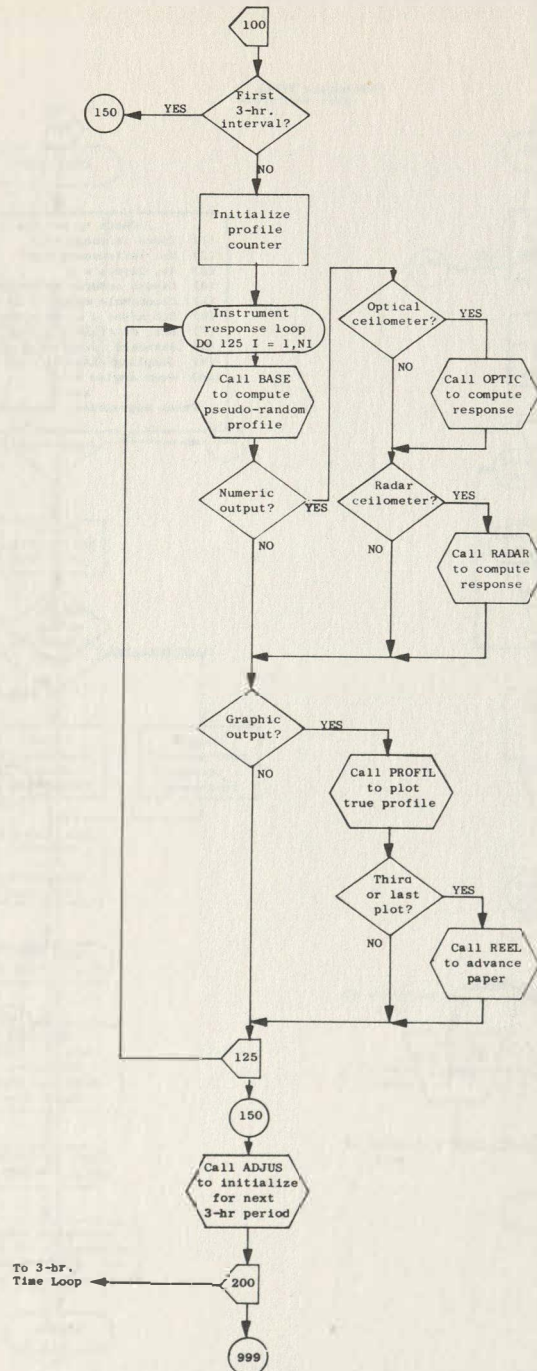 100
First
3-hr.
interval?
YES
150
NO
Initialize
profile
counter
Instrument
response loop
DO 125 I = 1,NI
Call BASE
to compute
pseudo-random
profile
Numeric
output?
YES
NO
Optical
ceilometer?
YES
NO
Call OPTIC
to compute
response
Radar
ceilometer?
YES
NO
Call RADAR
to compute
response
Graphic
output?
YES
NO
Call PROFIL
to plot
true profile
Third
or last
plot?
YES
NO
Call REEL
to advance
paper
125
150
Call ADJUS
to initialize
for next
3-hr period
To 3-hr.
Time Loop
200
999